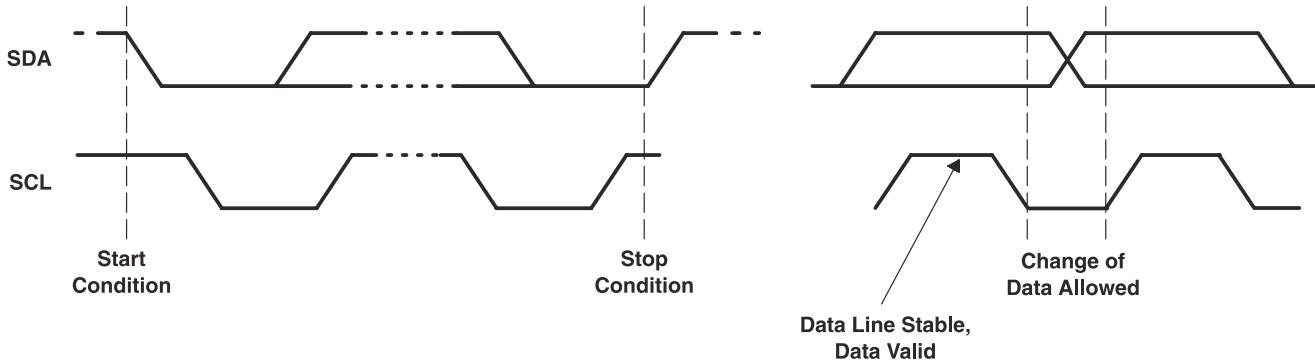 SDA
SCL
Start
Condition
Stop
Condition
Change of
Data Allowed
Data Line Stable,
Data Valid